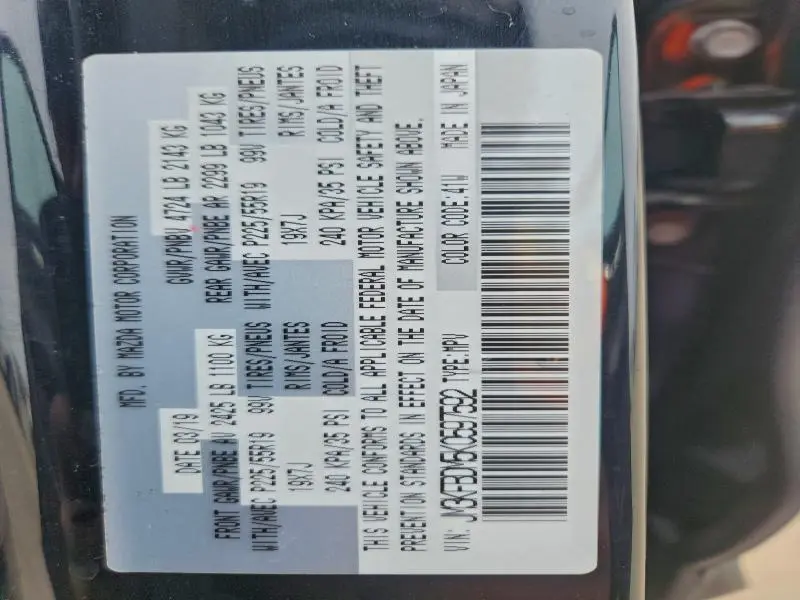 MFD. BY MAZDA MOTOR CORPORATION
DATE 03/19 GVWR/PNBV 4724 LB 2143 KG
FRONT GAWR/PNBE AV 2425 LB 1100 KG REAR GAWR/PNBE AR 2299 LB 1043 KG
WITH/AVEC P225/55R19 99V TIRES/PNEUS WITH/AVEC P225/55R19 99V TIRES/PNEUS
19X7J RIMS/JANTES 19X7J RIMS/JANTES
240 KPA/35 PSI COLD/A FROID 240 KPA/35 PSI COLD/A FROID
THIS VEHICLE CONFORMS TO ALL APPLICABLE FEDERAL MOTOR VEHICLE SAFETY AND THEFT
PREVENTION STANDARDS IN EFFECT ON THE DATE OF MANUFACTURE SHOWN ABOVE.
VIN: JM3KFBDM5K0597592 TYPE:MPV COLOR CODE:41W MADE IN JAPAN